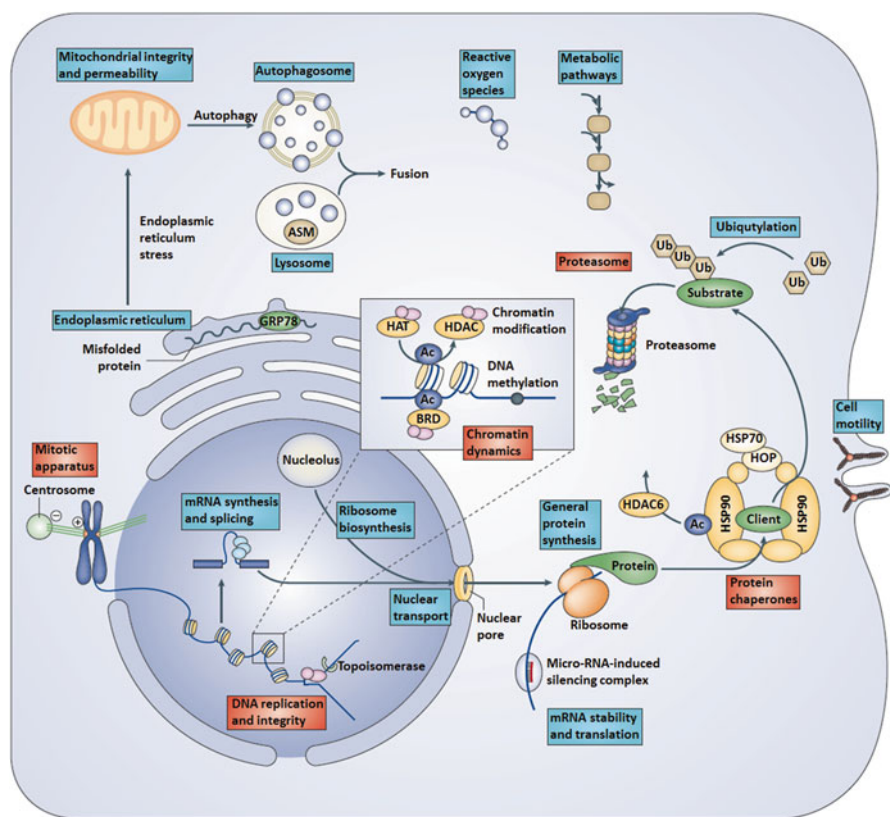 Mitochondrial integrity
and permeability
Autophagosome
Reactive
oxygen
species
Metabolic
pathways
Autophagy
Fusion
ASM
Lysosome
Endoplasmic
reticulum
stress
Ubiqutylation
Ub
Ub
Ub
Ub
Ub
Proteasome
Substrate
Endoplasmic reticulum
GRP78
Misfolded
protein
HAT
HDAC
Chromatin
modification
Ac
DNA
methylation
Ac
BRD
Chromatin
dynamics
Proteasome
Cell
motility
HSP70
HOP
HSP90
HSP90
Client
Ac
HDAC6
Mitotic
apparatus
Centrosome
−
+
Nucleolus
mRNA synthesis
and splicing
Ribosome
biosynthesis
General
protein
synthesis
Protein
Protein
chaperones
Nuclear
transport
Nuclear
pore
Ribosome
Topoisomerase
Micro-RNA-induced
silencing complex
DNA replication
and integrity
mRNA stability
and translation